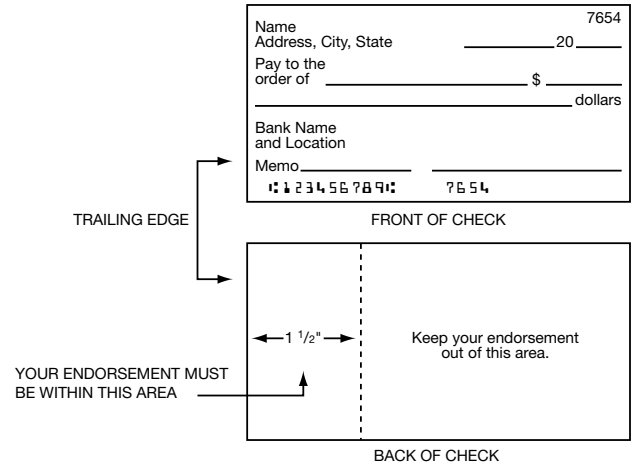 7654
Name
Address, City, State 20
Pay to the
order of $
dollars
Bank Name
and Location
Memo
⑆123456789⑆ 7654
TRAILING EDGE
FRONT OF CHECK
1 1/2"
Keep your endorsement
out of this area.
YOUR ENDORSEMENT MUST
BE WITHIN THIS AREA
BACK OF CHECK